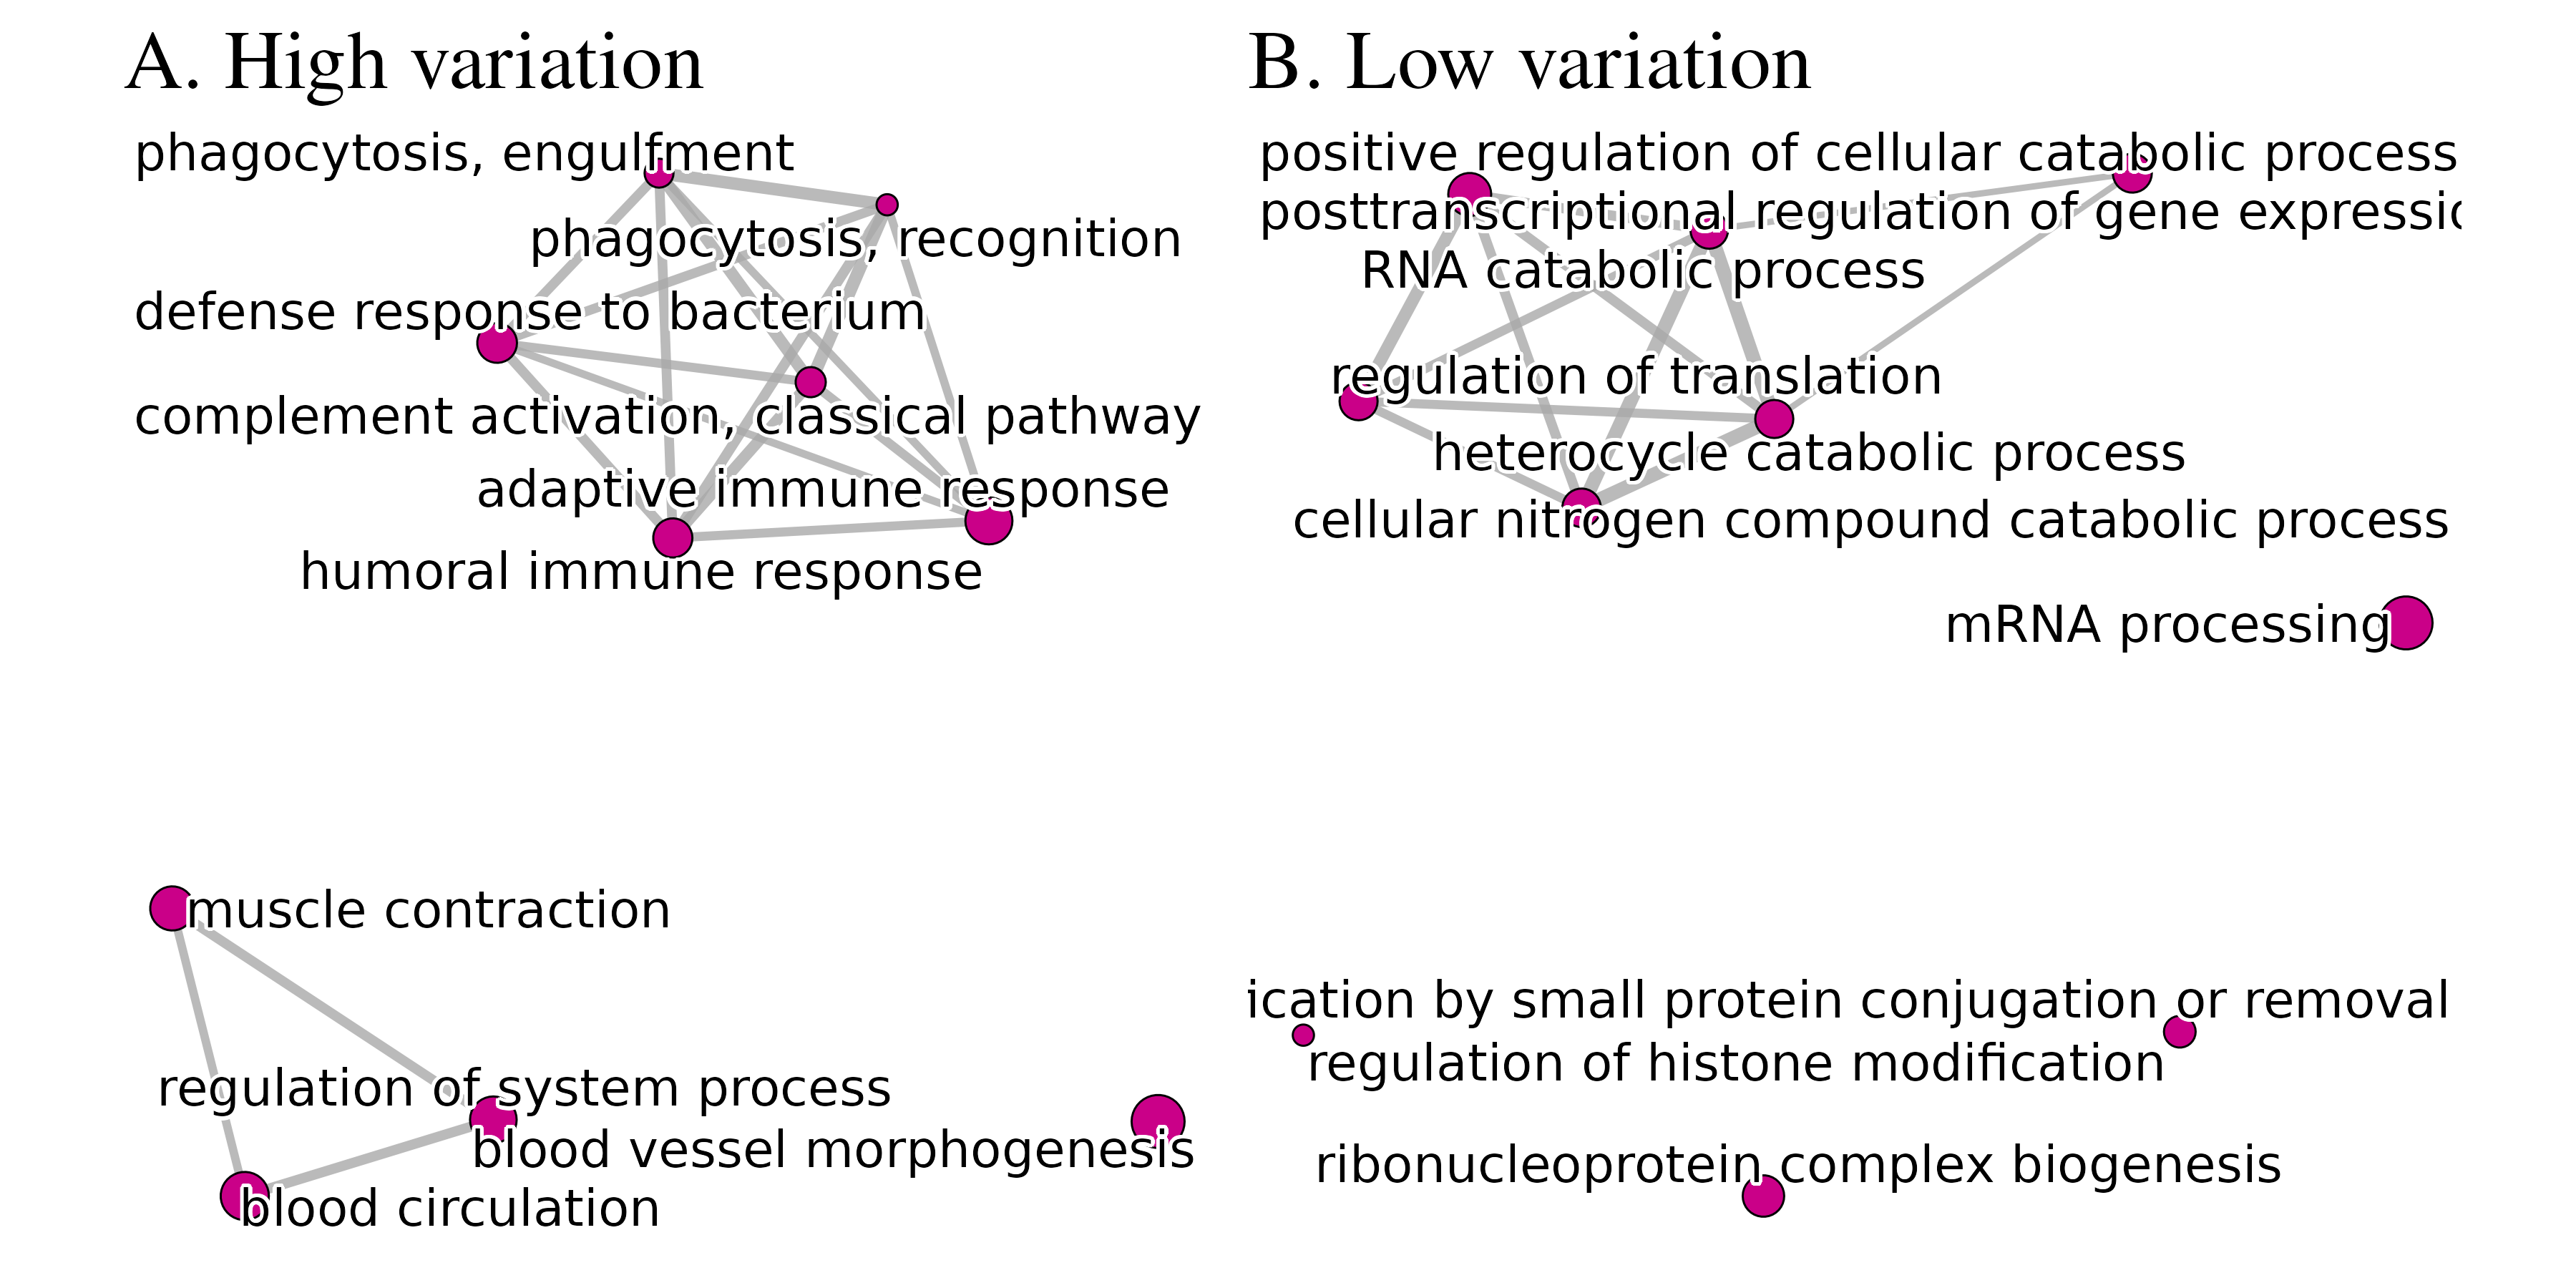 A. High variation
phagocytosis, engulfment
phagocytosis, recognition
defense response to bacterium
complement activation, classical pathway
adaptive immune response
humoral immune response
muscle contraction
regulation of system process
blood vessel morphogenesis
blood circulation
B. Low variation
positive regulation of cellular catabolic process
posttranscriptional regulation of gene expressi
RNA catabolic process
regulation of translation
heterocycle catabolic process
cellular nitrogen compound catabolic process
mRNA processing
ication by small protein conjugation or removal
regulation of histone modification
ribonucleoprotein complex biogenesis